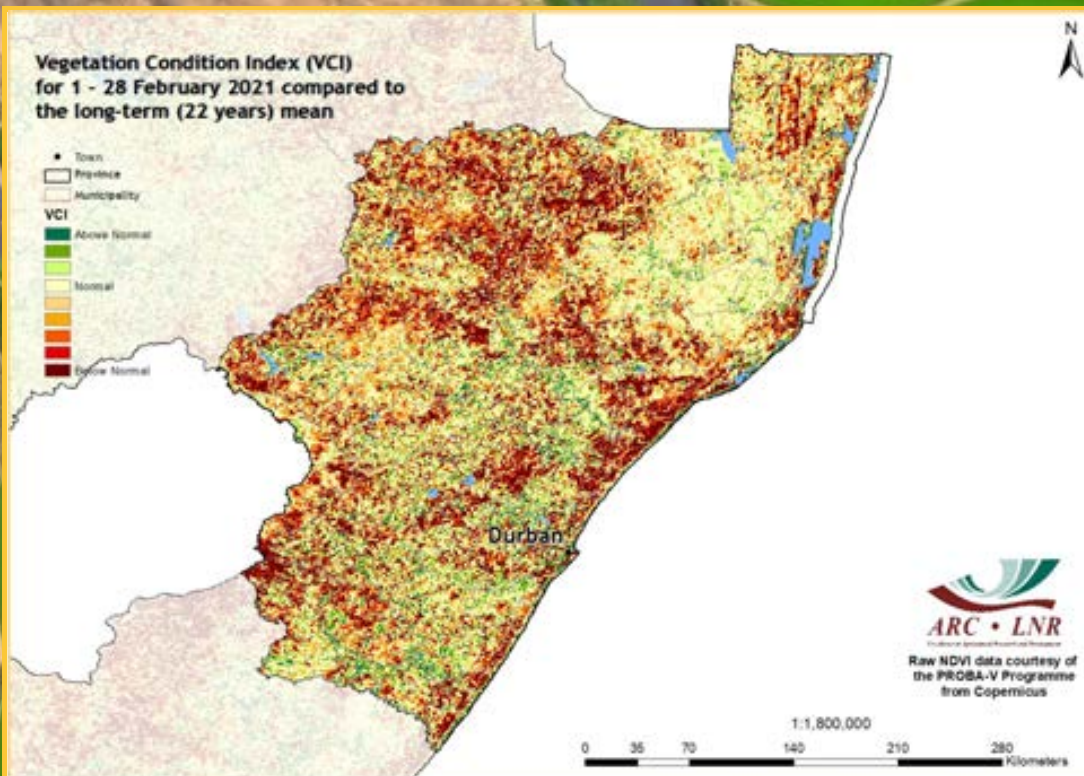 Vegetation Condition Index (VCI)
for 1 - 28 February 2021 compared to
the long-term (22 years) mean
N
Town
Province
Municipality
VCI
Above Normal
Normal
Below Normal
Durban
ARC • LNR
Raw NDVI data courtesy of
the PROBA-V Programme
from Copernicus
1:1,800,000
0 35 70 140 210 280
Kilometers